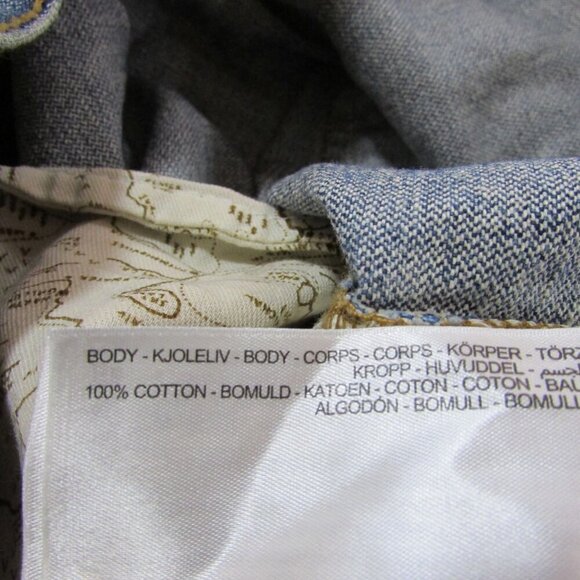 BODY - KJOLELIV - BODY - CORPS - CORPS - KÖRPER - TÖRZ
KROPP - HUVUDDEL - الجسم -
100% COTTON - BOMULD - KATOEN - COTON - COTON - BAU
ALGODÓN - BOMULL - BOMULL